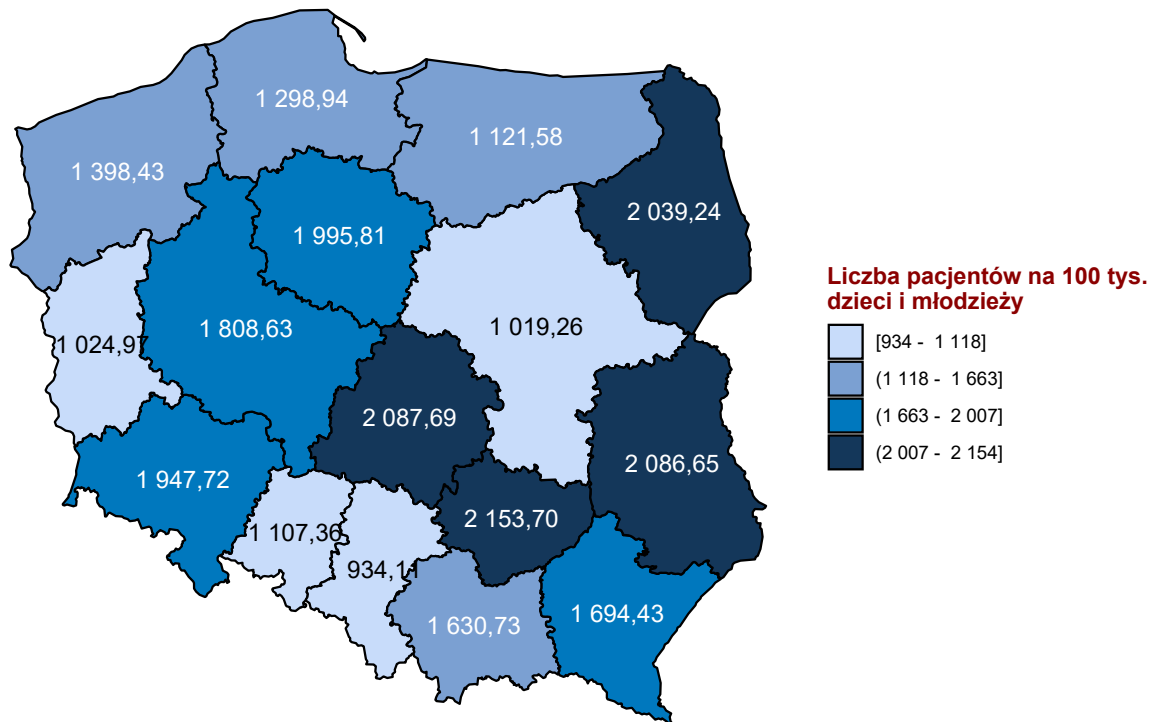 1 298,94
1 121,58
1 398,43
2 039,24
1 995,81
1 019,26
1 808,63
1 024,97
2 087,69
2 086,65
1 947,72
2 153,70
1 107,36
934,11
1 694,43
1 630,73
Liczba pacjentów na 100 tys.
dzieci i młodzieży
[934 - 1 118]
(1 118 - 1 663]
(1 663 - 2 007]
(2 007 - 2 154]